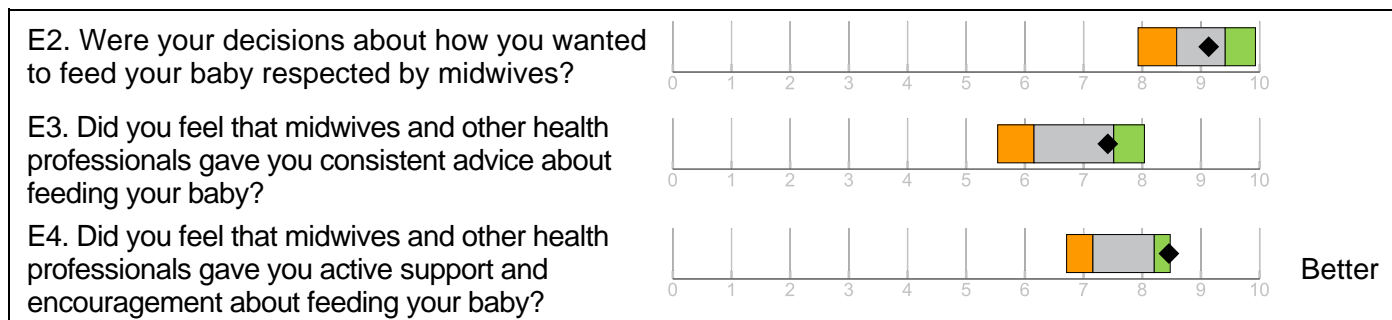 E2. Were your decisions about how you wanted
to feed your baby respected by midwives?
0 1 2 3 4 5 6 7 8 9 10
E3. Did you feel that midwives and other health
professionals gave you consistent advice about
feeding your baby?
0 1 2 3 4 5 6 7 8 9 10
E4. Did you feel that midwives and other health
professionals gave you active support and
encouragement about feeding your baby?
0 1 2 3 4 5 6 7 8 9 10
Better